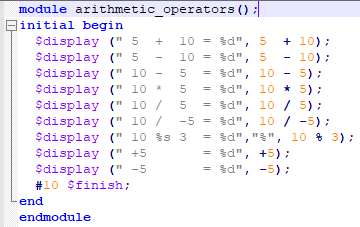 module arithmetic_operators();
initial begin
  $display (" 5  +  10 = %d", 5  + 10);
  $display (" 5  -  10 = %d", 5  - 10);
  $display (" 10 -  5  = %d", 10 - 5);
  $display (" 10 *  5  = %d", 10 * 5);
  $display (" 10 /  5  = %d", 10 / 5);
  $display (" 10 /  -5 = %d", 10 / -5);
  $display (" 10 %s 3  = %d","%", 10 % 3);
  $display (" +5       = %d", +5);
  $display (" -5       = %d", -5);
  #10 $finish;
end
endmodule